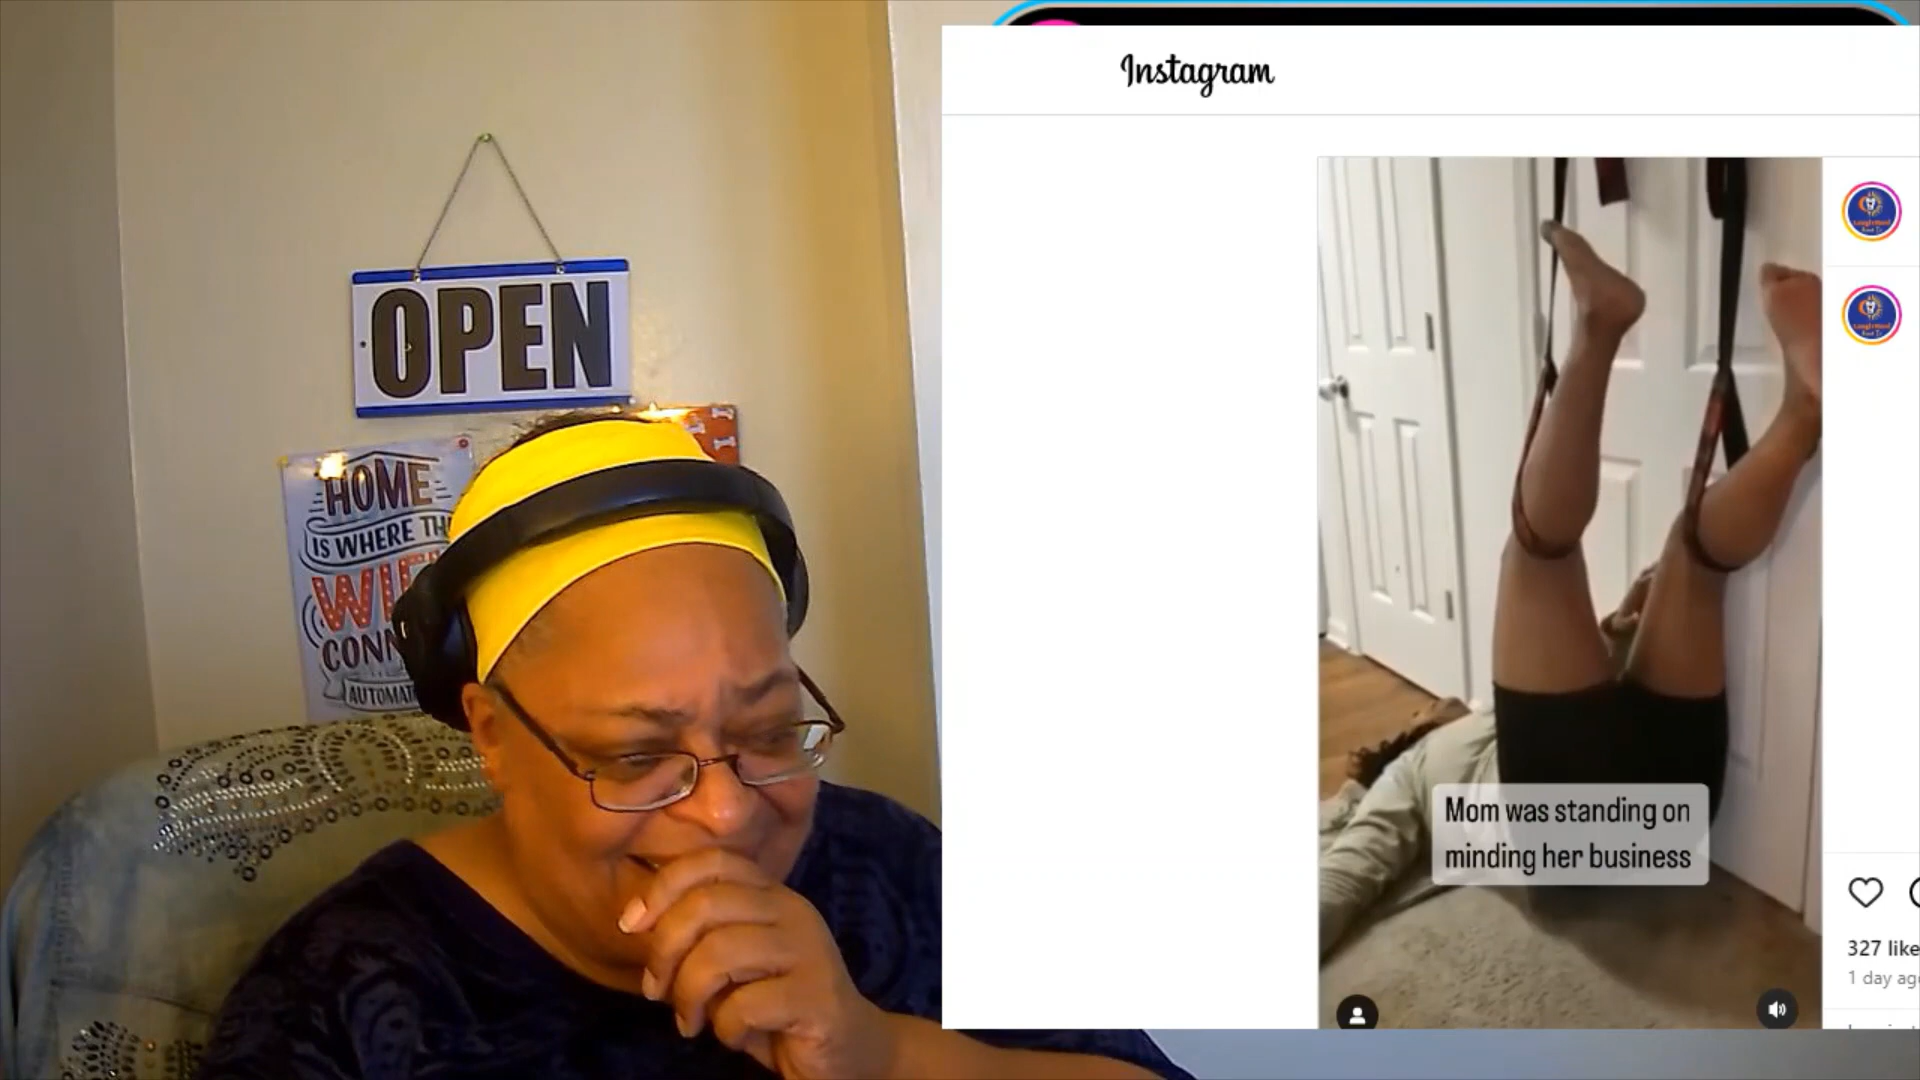 OPEN
HOME
IS WHERE TH
WIF
CONN
AUTOMAT
Instagram
Mom was standing on
minding her business
327 like
1 day ag